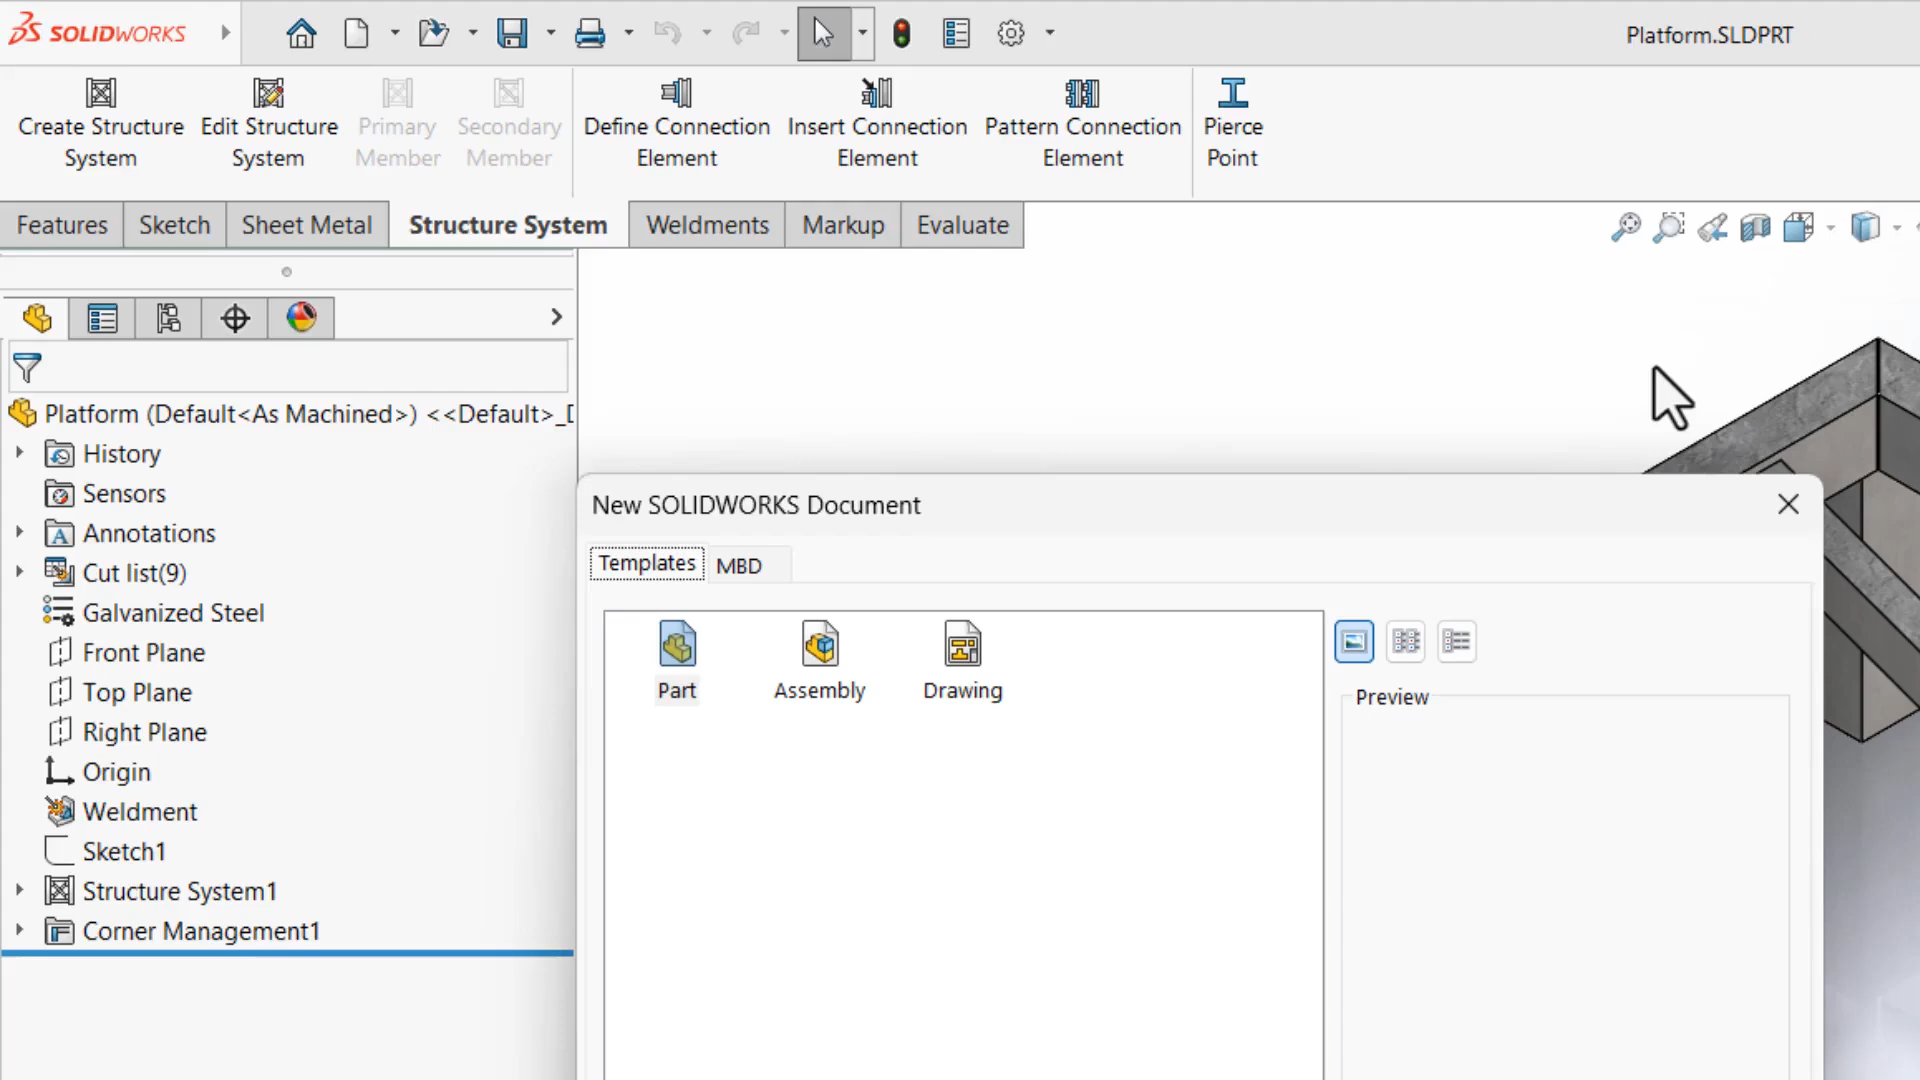 SOLIDWORKS
Platform.SLDPRT
Create Structure System
Edit Structure System
Primary Member
Secondary Member
Define Connection Element
Insert Connection Element
Pattern Connection Element
Pierce Point
Features
Sketch
Sheet Metal
Structure System
Weldments
Markup
Evaluate
Platform (Default<As Machined>) <<Default>_D
History
Sensors
Annotations
Cut list(9)
Galvanized Steel
Front Plane
Top Plane
Right Plane
Origin
Weldment
Sketch1
Structure System1
Corner Management1
New SOLIDWORKS Document
Templates
MBD
Part
Assembly
Drawing
Preview